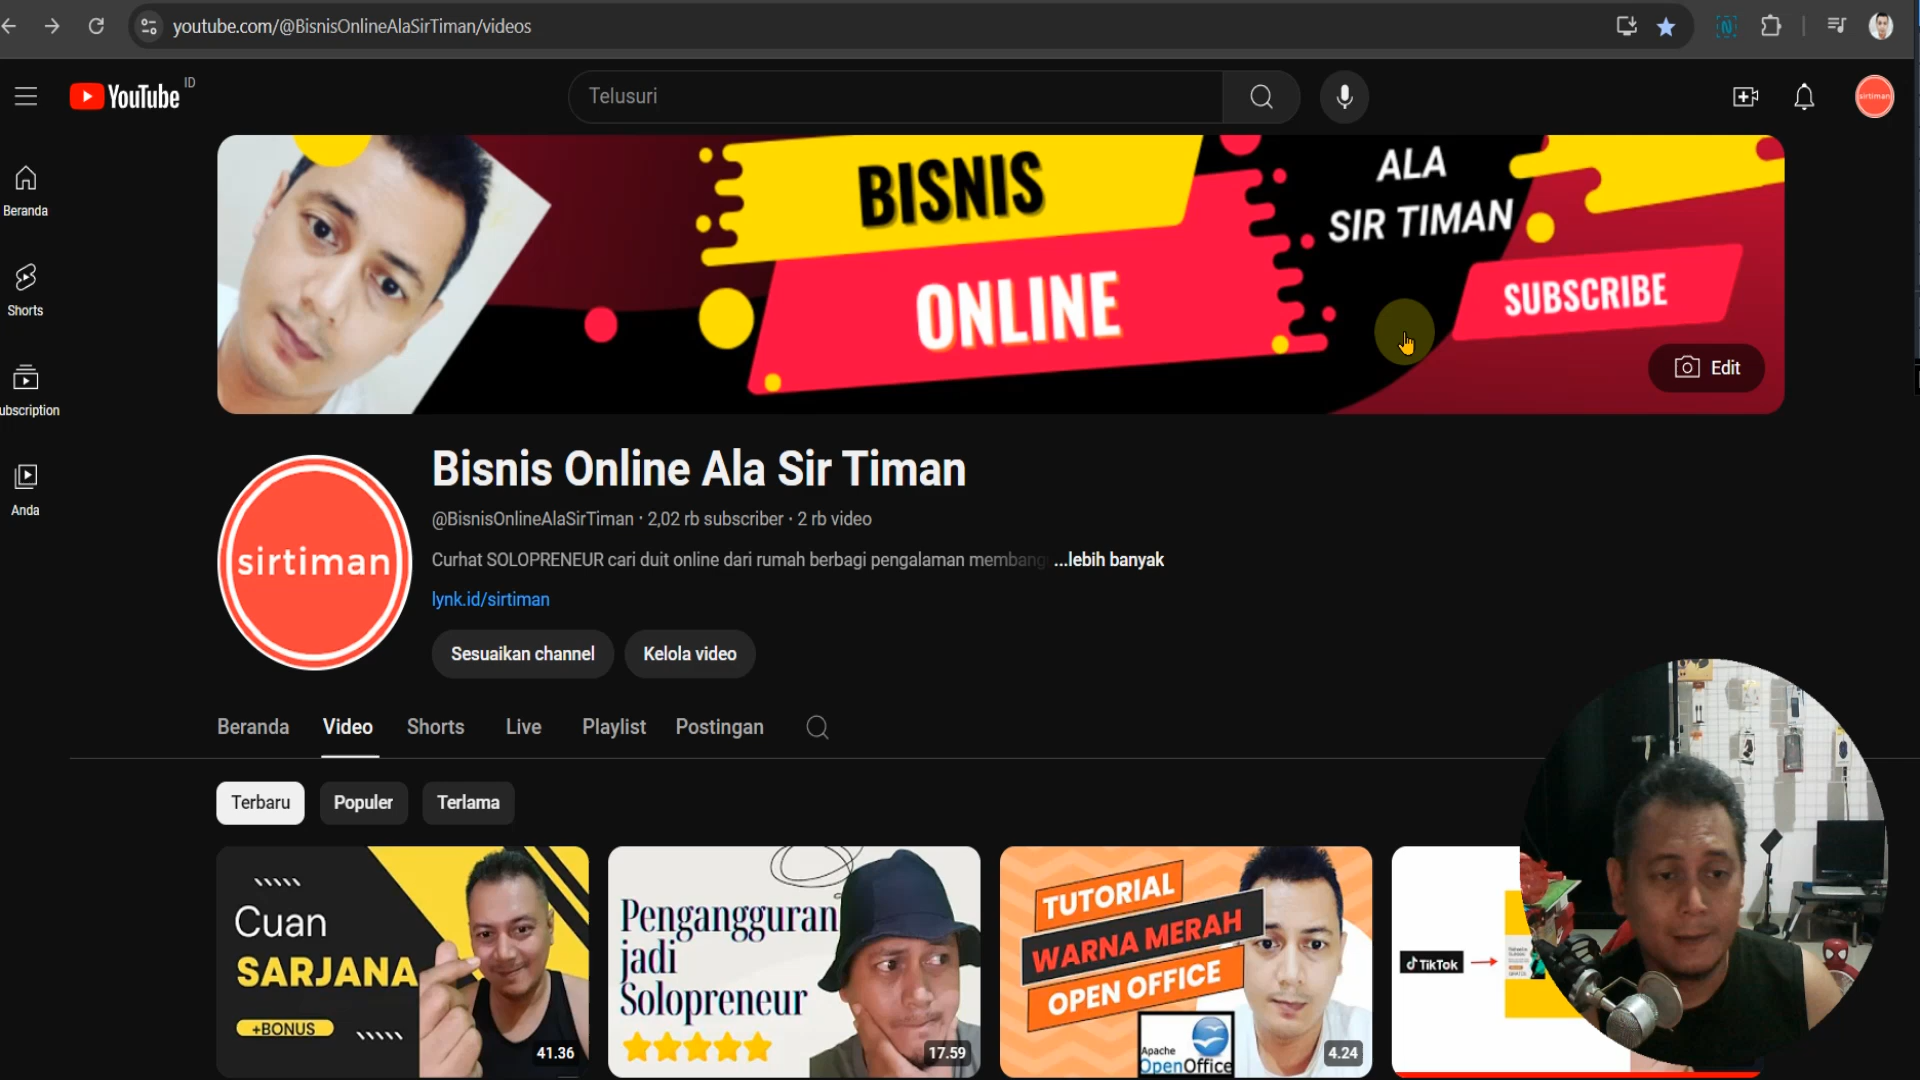 youtube.com/@BisnisOnlineAlaSirTiman/videos
YouTube ID
Telusuri
sirtiman
Beranda
Shorts
ubscription
Anda
BISNIS
ONLINE
ALA
SIR TIMAN
SUBSCRIBE
Edit
sirtiman
Bisnis Online Ala Sir Timan
@BisnisOnlineAlaSirTiman · 2,02 rb subscriber · 2 rb video
Curhat SOLOPRENEUR cari duit online dari rumah berbagi pengalaman membang ...lebih banyak
lynk.id/sirtiman
Sesuaikan channel Kelola video
Beranda Video Shorts Live Playlist Postingan
Terbaru Populer Terlama
Cuan
SARJANA
+BONUS
41.36
Pengangguran
jadi
Solopreneur
17.59
TUTORIAL
WARNA MERAH
OPEN OFFICE
Apache
OpenOffice
4.24
TikTok